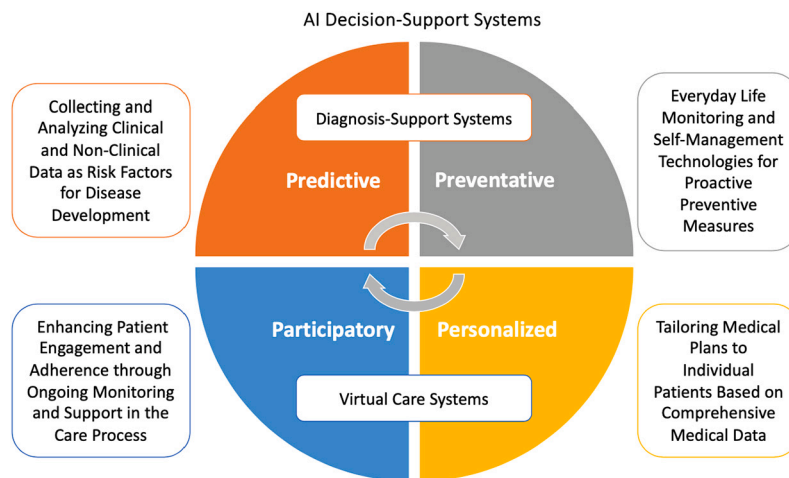 AI Decision-Support Systems
Collecting and
Analyzing Clinical
and Non-Clinical
Data as Risk Factors
for Disease
Development
Diagnosis-Support Systems
Predictive
Preventative
Everyday Life
Monitoring and
Self-Management
Technologies for
Proactive
Preventive
Measures
Enhancing Patient
Engagement and
Adherence through
Ongoing Monitoring
and Support in the
Care Process
Participatory
Personalized
Virtual Care Systems
Tailoring Medical
Plans to
Individual
Patients Based on
Comprehensive
Medical Data